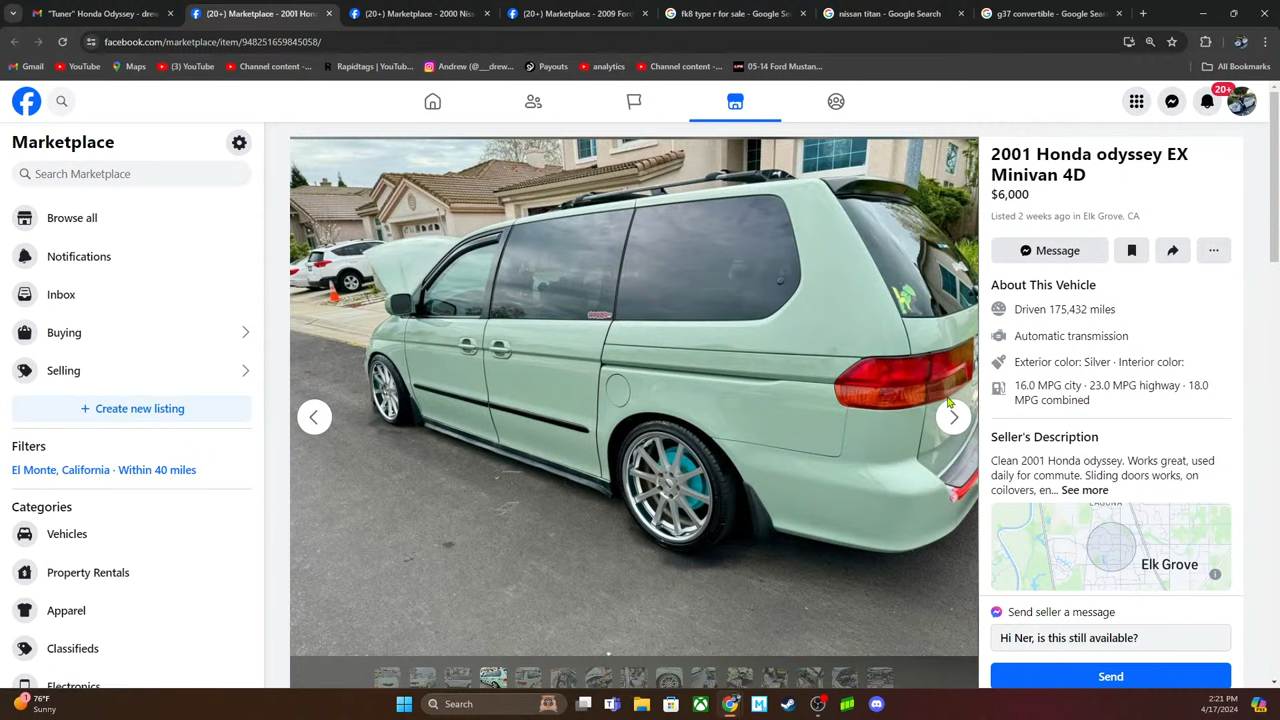 "Tuner" Honda Odyssey - drew
(20+) Marketplace - 2001 Hon
(20+) Marketplace - 2000 Niss
(20+) Marketplace - 2009 Ford
fk8 type r for sale - Google Se
nissan titan - Google Search
g37 convertible - Google Sear
facebook.com/marketplace/item/948251659845058/
Gmail
YouTube
Maps
(3) YouTube
Channel content -...
Rapidtags | YouTub...
Andrew (@___drew...
Payouts
analytics
Channel content -...
05-14 Ford Mustan...
All Bookmarks
20+
Marketplace
Search Marketplace
Browse all
Notifications
Inbox
Buying
Selling
+ Create new listing
Filters
El Monte, California · Within 40 miles
Categories
Vehicles
Property Rentals
Apparel
Classifieds
Electronics
2001 Honda odyssey EX
Minivan 4D
$6,000
Listed 2 weeks ago in Elk Grove, CA
Message
About This Vehicle
Driven 175,432 miles
Automatic transmission
Exterior color: Silver · Interior color:
16.0 MPG city · 23.0 MPG highway · 18.0
MPG combined
Seller's Description
Clean 2001 Honda odyssey. Works great, used
daily for commute. Sliding doors works, on
coilovers, en... See more
LAGUNA
Elk Grove
Send seller a message
Hi Ner, is this still available?
Send
76°F
Sunny
Search
2:21 PM
4/17/2024